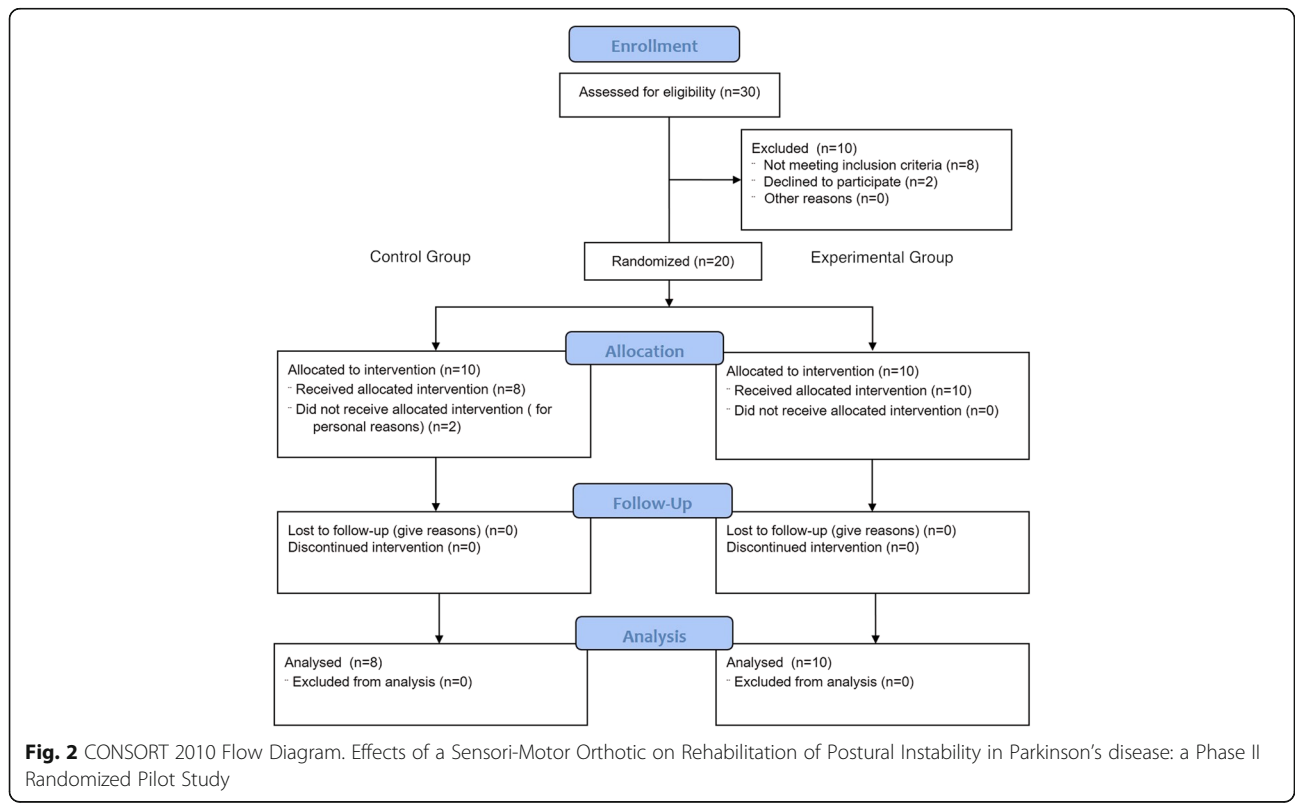 Enrollment
Assessed for eligibility (n=30)
Excluded (n=10)
¨ Not meeting inclusion criteria (n=8)
¨ Declined to participate (n=2)
¨ Other reasons (n=0)
Control Group
Randomized (n=20)
Experimental Group
Allocation
Allocated to intervention (n=10)
¨ Received allocated intervention (n=8)
¨ Did not receive allocated intervention ( for
personal reasons) (n=2)
Allocated to intervention (n=10)
¨ Received allocated intervention (n=10)
¨ Did not receive allocated intervention (n=0)
Follow-Up
Lost to follow-up (give reasons) (n=0)
Discontinued intervention (n=0)
Lost to follow-up (give reasons) (n=0)
Discontinued intervention (n=0)
Analysis
Analysed (n=8)
¨ Excluded from analysis (n=0)
Analysed (n=10)
¨ Excluded from analysis (n=0)
Fig. 2 CONSORT 2010 Flow Diagram. Effects of a Sensori-Motor Orthotic on Rehabilitation of Postural Instability in Parkinson’s disease: a Phase II
Randomized Pilot Study